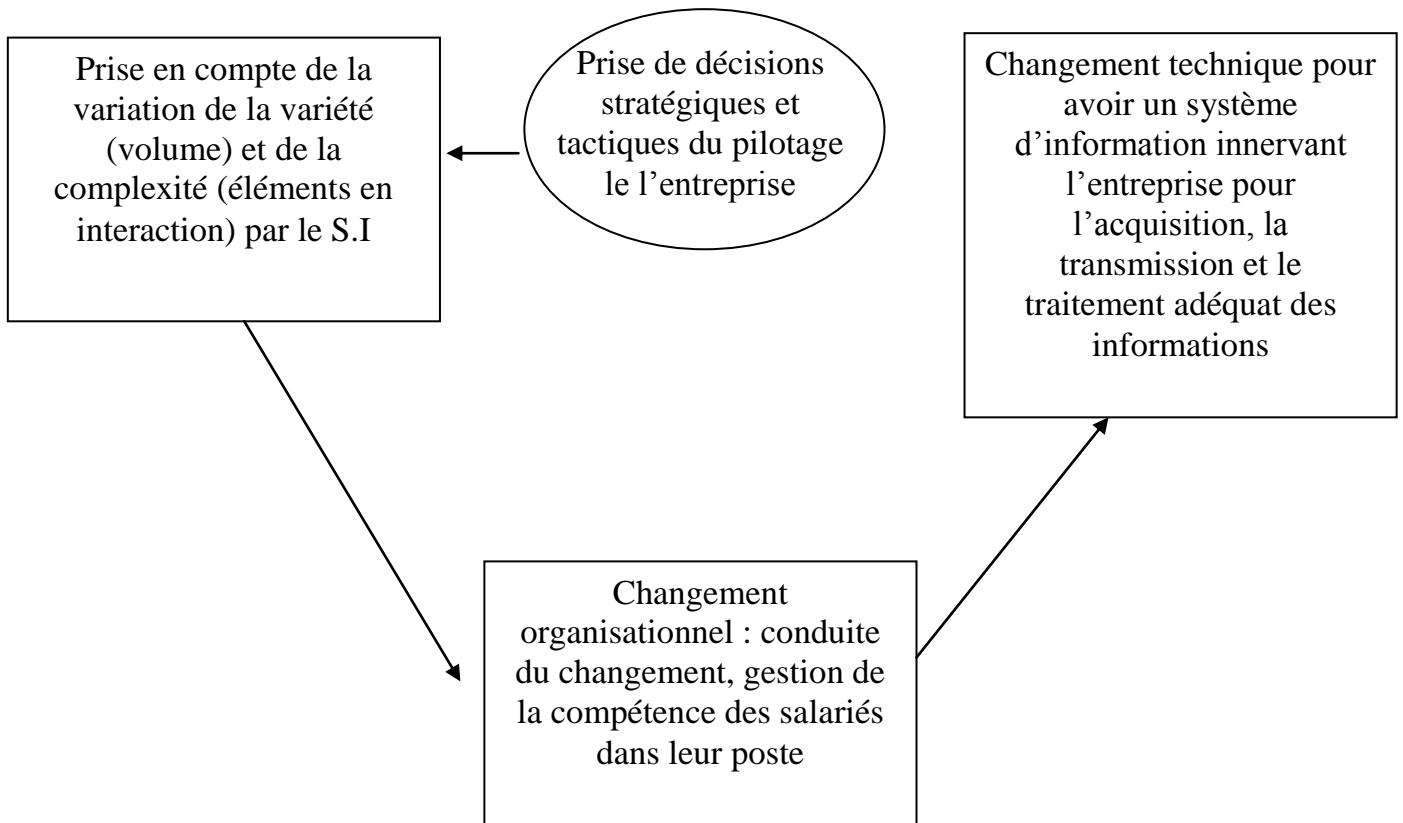 Prise en compte de la
variation de la variété
(volume) et de la
complexité (éléments en
interaction) par le S.I
Prise de décisions
stratégiques et
tactiques du pilotage
le l’entreprise
Changement technique pour
avoir un système
d’information innervant
l’entreprise pour
l’acquisition, la
transmission et le
traitement adéquat des
informations
Changement
organisationnel : conduite
du changement, gestion de
la compétence des salariés
dans leur poste